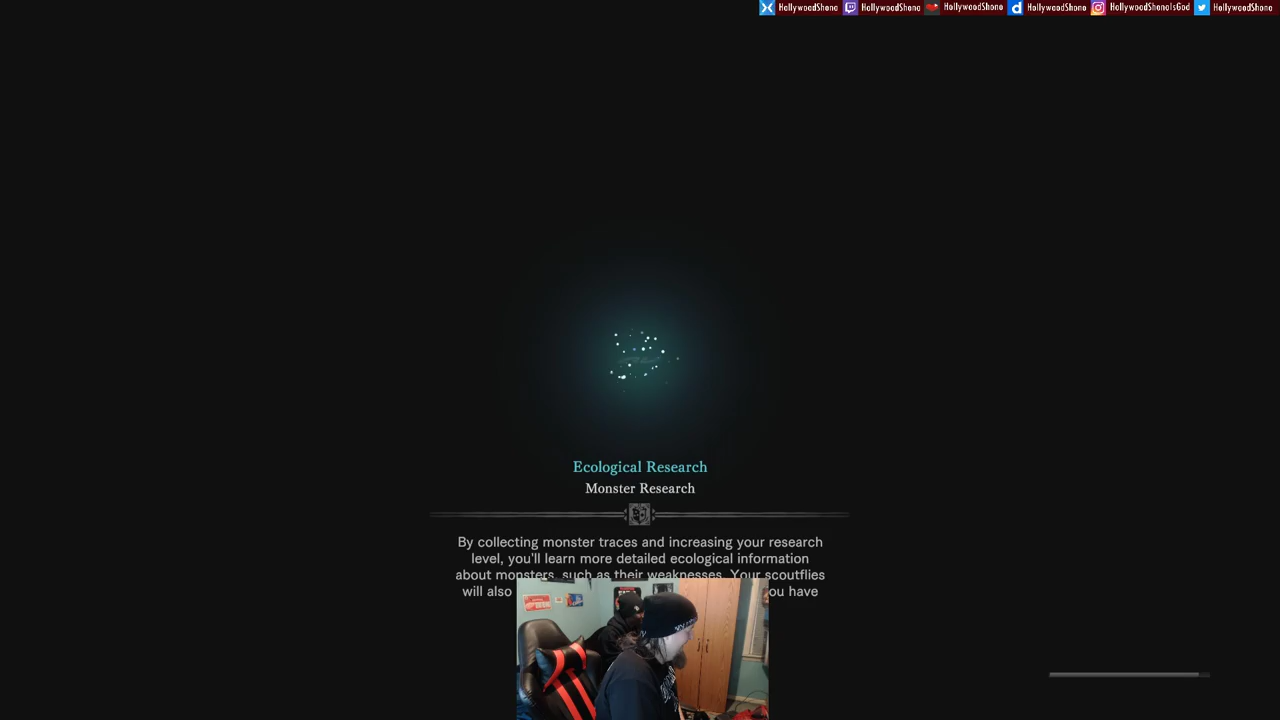 HollywoodShono HollywoodShono HollywoodShono HollywoodShono HollywoodShonoIsGod HollywoodShono
Ecological Research
Monster Research
By collecting monster traces and increasing your research
level, you'll learn more detailed ecological information
about monsters, such as their weaknesses. Your scoutflies
will also ou have